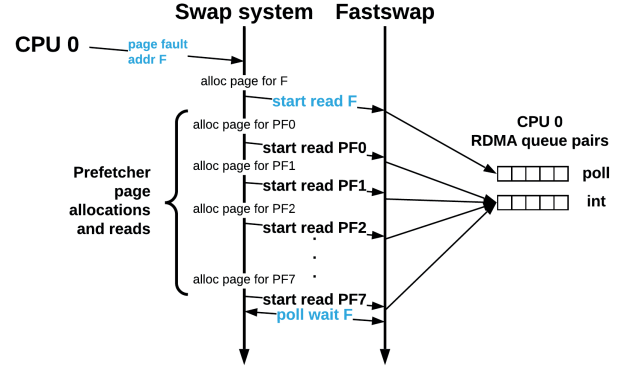 Swap system
Fastswap
CPU 0
page fault
addr F
alloc page for F
start read F
alloc page for PF0
start read PF0
alloc page for PF1
start read PF1
alloc page for PF2
start read PF2
.
.
.
alloc page for PF7
start read PF7
poll wait F
Prefetcher
page
allocations
and reads
CPU 0
RDMA queue pairs
poll
int